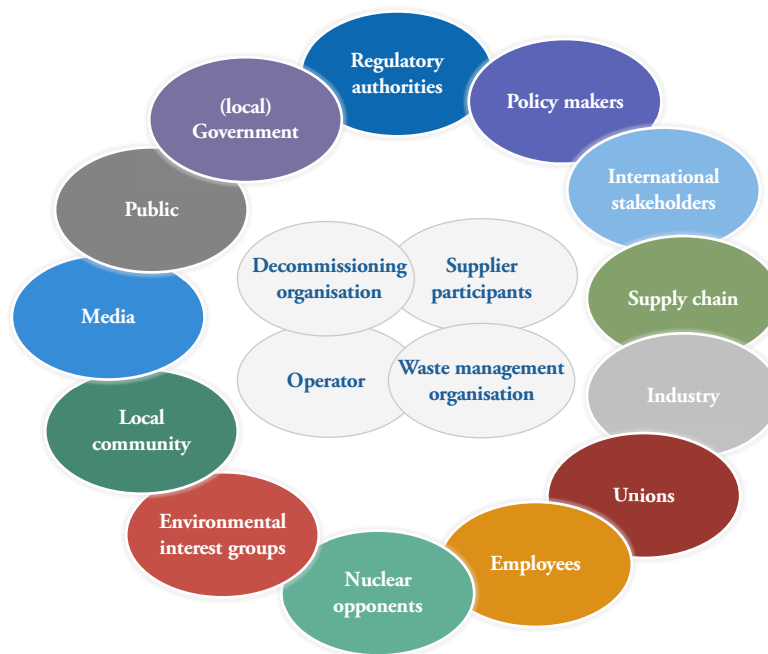 Regulatory
authorities
Policy makers
International
stakeholders
Supply chain
Industry
Unions
Employees
Nuclear
opponents
Environmental
interest groups
Local
community
Media
Public
(local)
Government
Decommissioning
organisation
Supplier
participants
Operator
Waste management
organisation